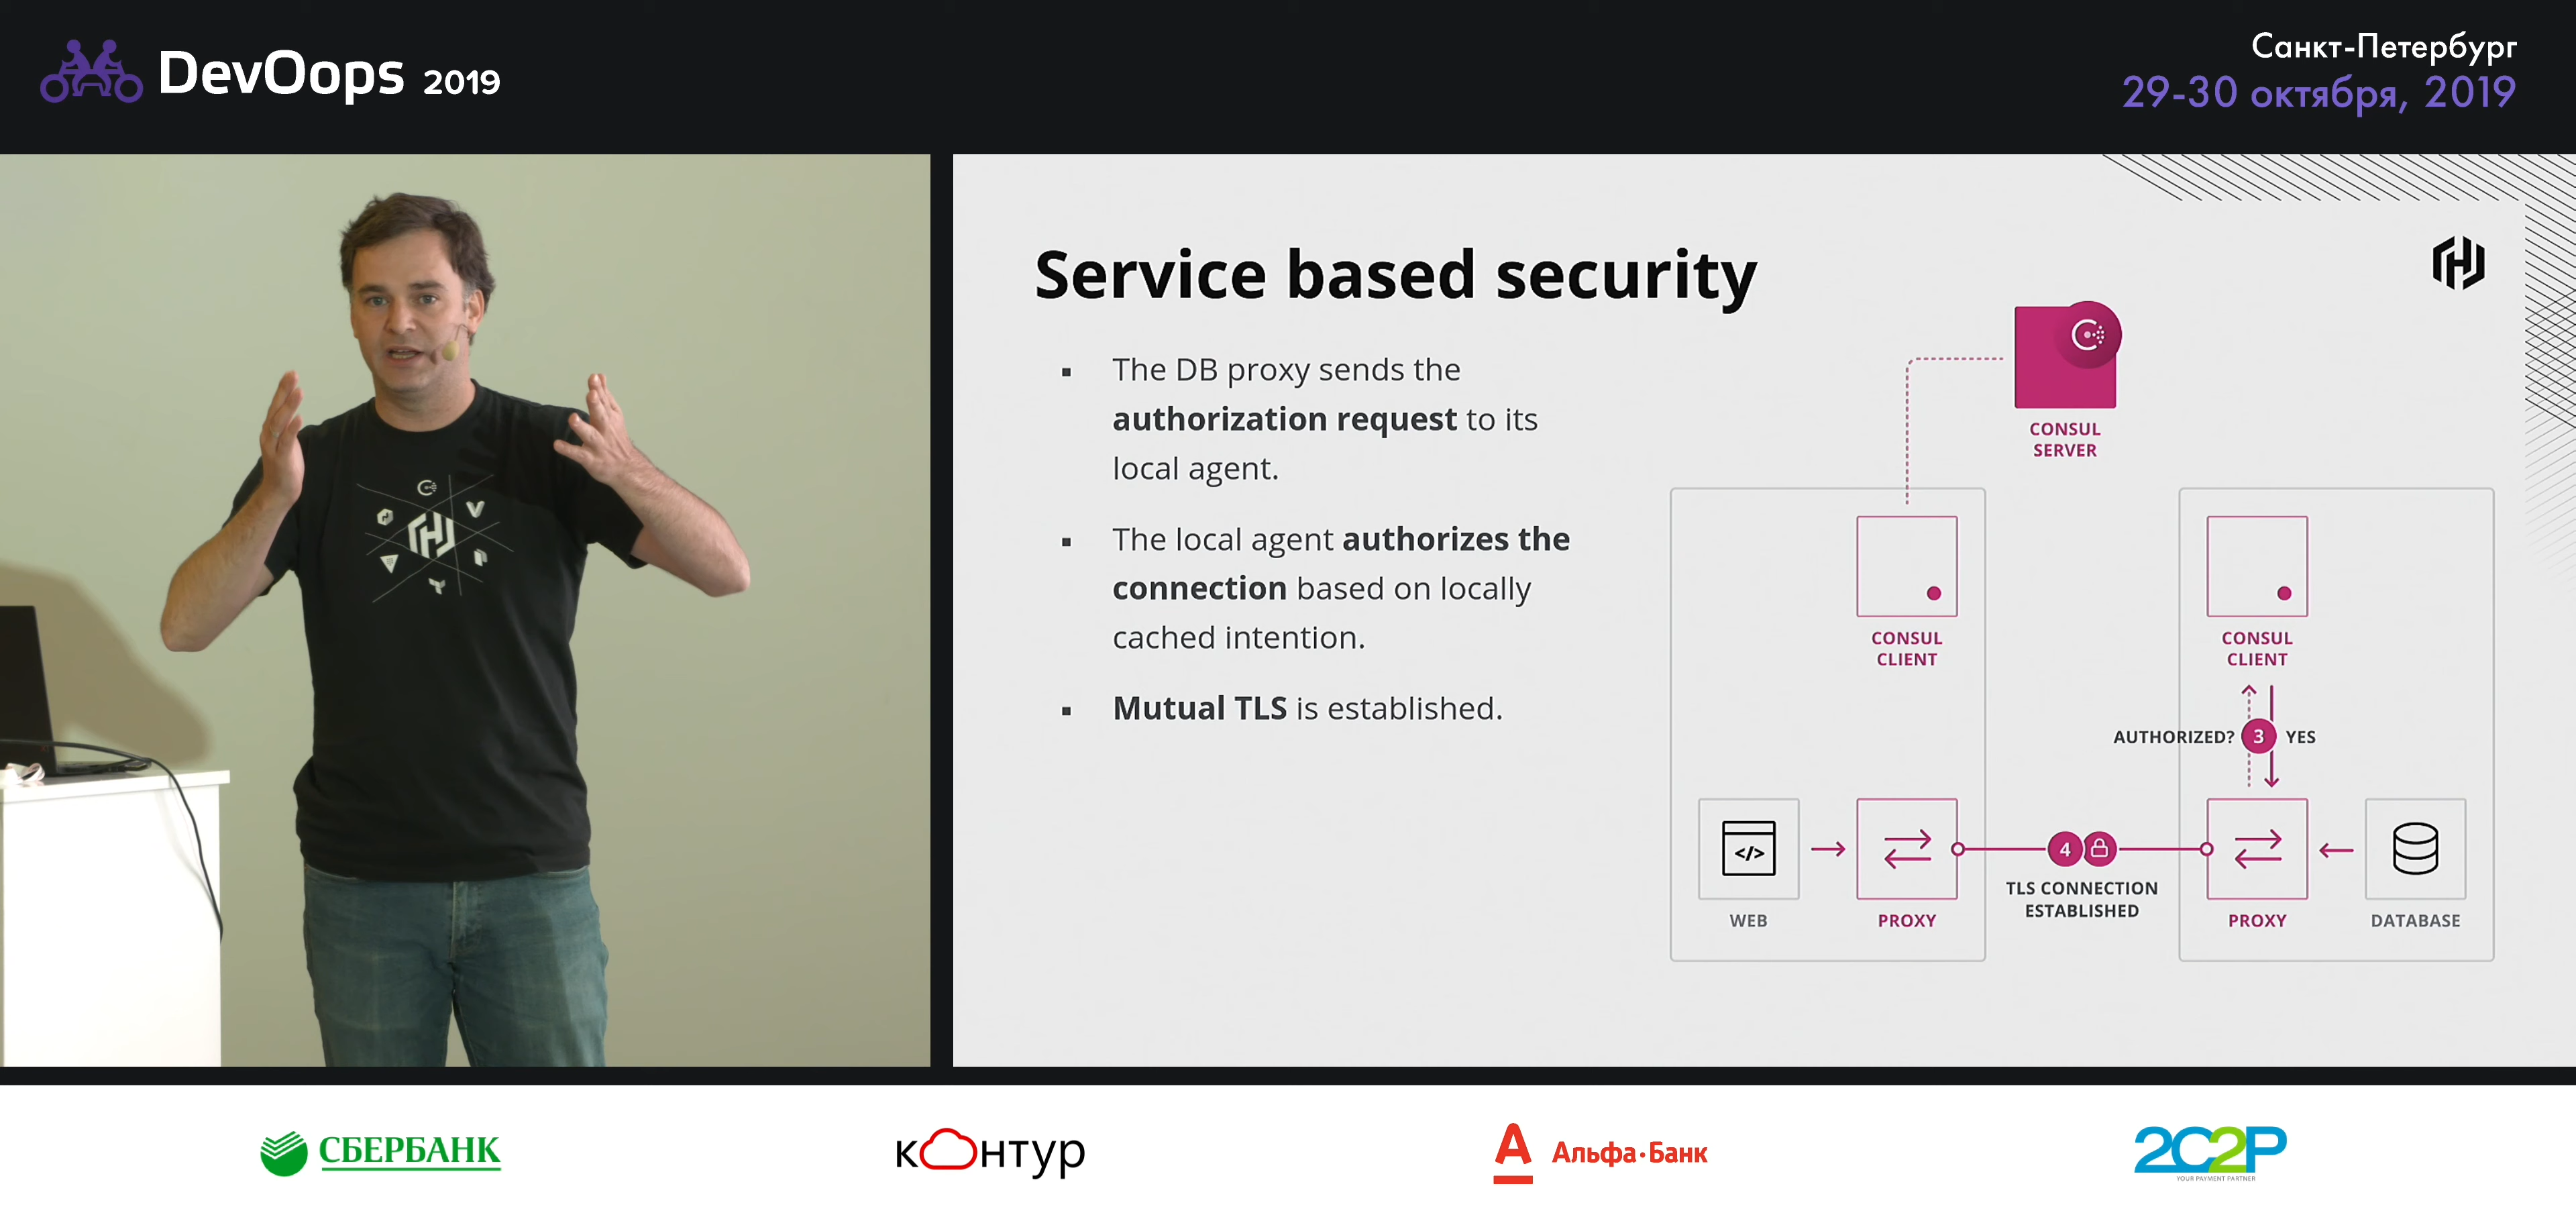 DevOops 2019
Санкт-Петербург
29-30 октября, 2019
Service based security
▪ The DB proxy sends the
authorization request to its
local agent.
▪ The local agent authorizes the
connection based on locally
cached intention.
▪ Mutual TLS is established.
CONSUL
SERVER
CONSUL
CLIENT
CONSUL
CLIENT
AUTHORIZED? 3 YES
</>
4
TLS CONNECTION
ESTABLISHED
WEB
PROXY
PROXY
DATABASE
СБЕРБАНК
контур
Альфа·Банк
2C2P
YOUR PAYMENT PARTNER